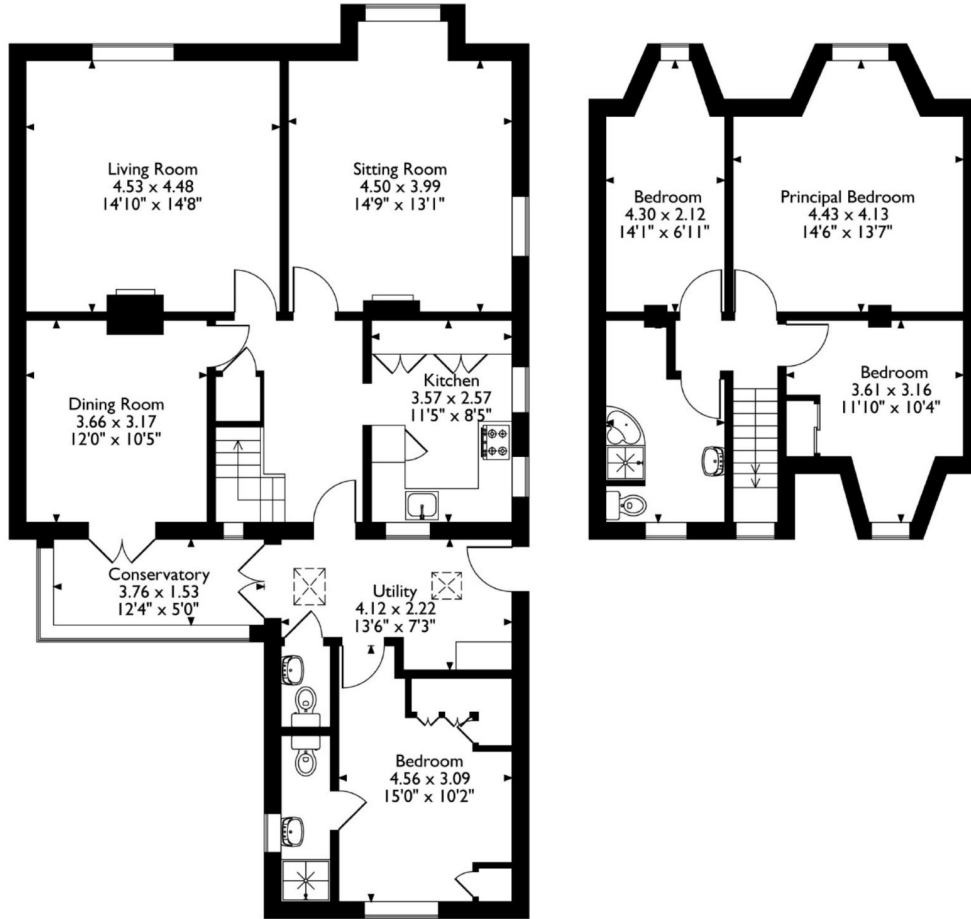 Living Room
4.53 x 4.48
14'10" x 14'8"
Sitting Room
4.50 x 3.99
14'9" x 13'1"
Dining Room
3.66 x 3.17
12'0" x 10'5"
Kitchen
3.57 x 2.57
11'5" x 8'5"
Conservatory
3.76 x 1.53
12'4" x 5'0"
Utility
4.12 x 2.22
13'6" x 7'3"
Bedroom
4.56 x 3.09
15'0" x 10'2"
Bedroom
4.30 x 2.12
14'1" x 6'11"
Principal Bedroom
4.43 x 4.13
14'6" x 13'7"
Bedroom
3.61 x 3.16
11'10" x 10'4"